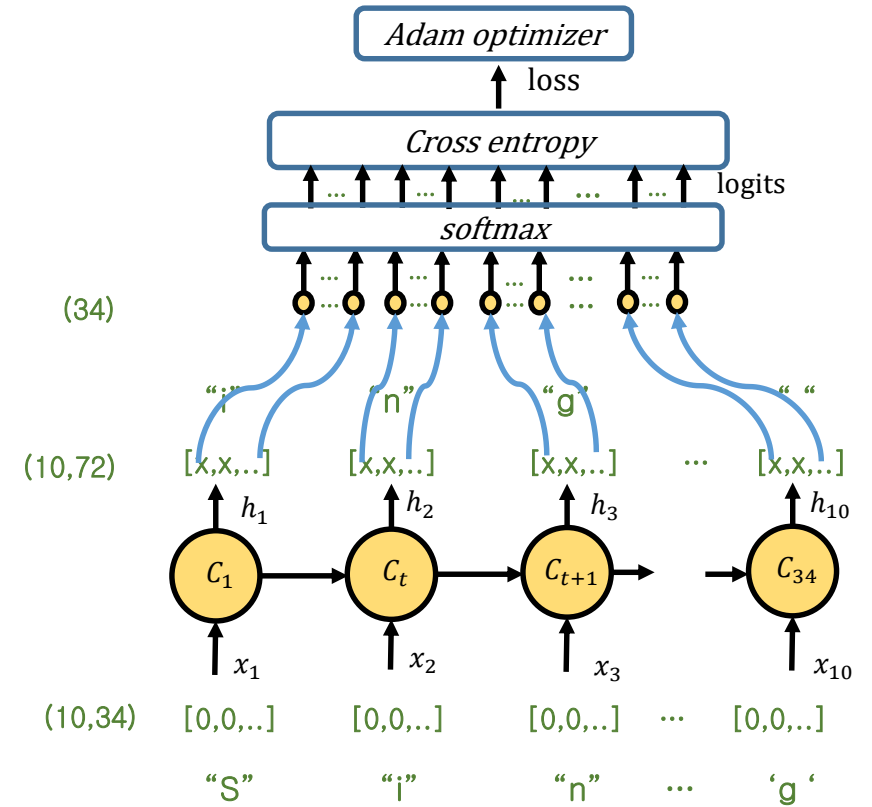 Adam optimizer
loss
Cross entropy
logits
... ... ... ... ...
softmax
... ... ... ... ...
(34) ... ... ... ... ...
“i” “n” “g” “ “
(10,72) [x,x,..] [x,x,..] [x,x,..] ... [x,x,..]
h₁ h₂ h₃ h₁₀
C₁ Cₜ Cₜ₊₁ C₃₄
x₁ x₂ x₃ x₁₀
(10,34) [0,0,..] [0,0,..] [0,0,..] ... [0,0,..]
“S” “i” “n” ... ‘g ‘